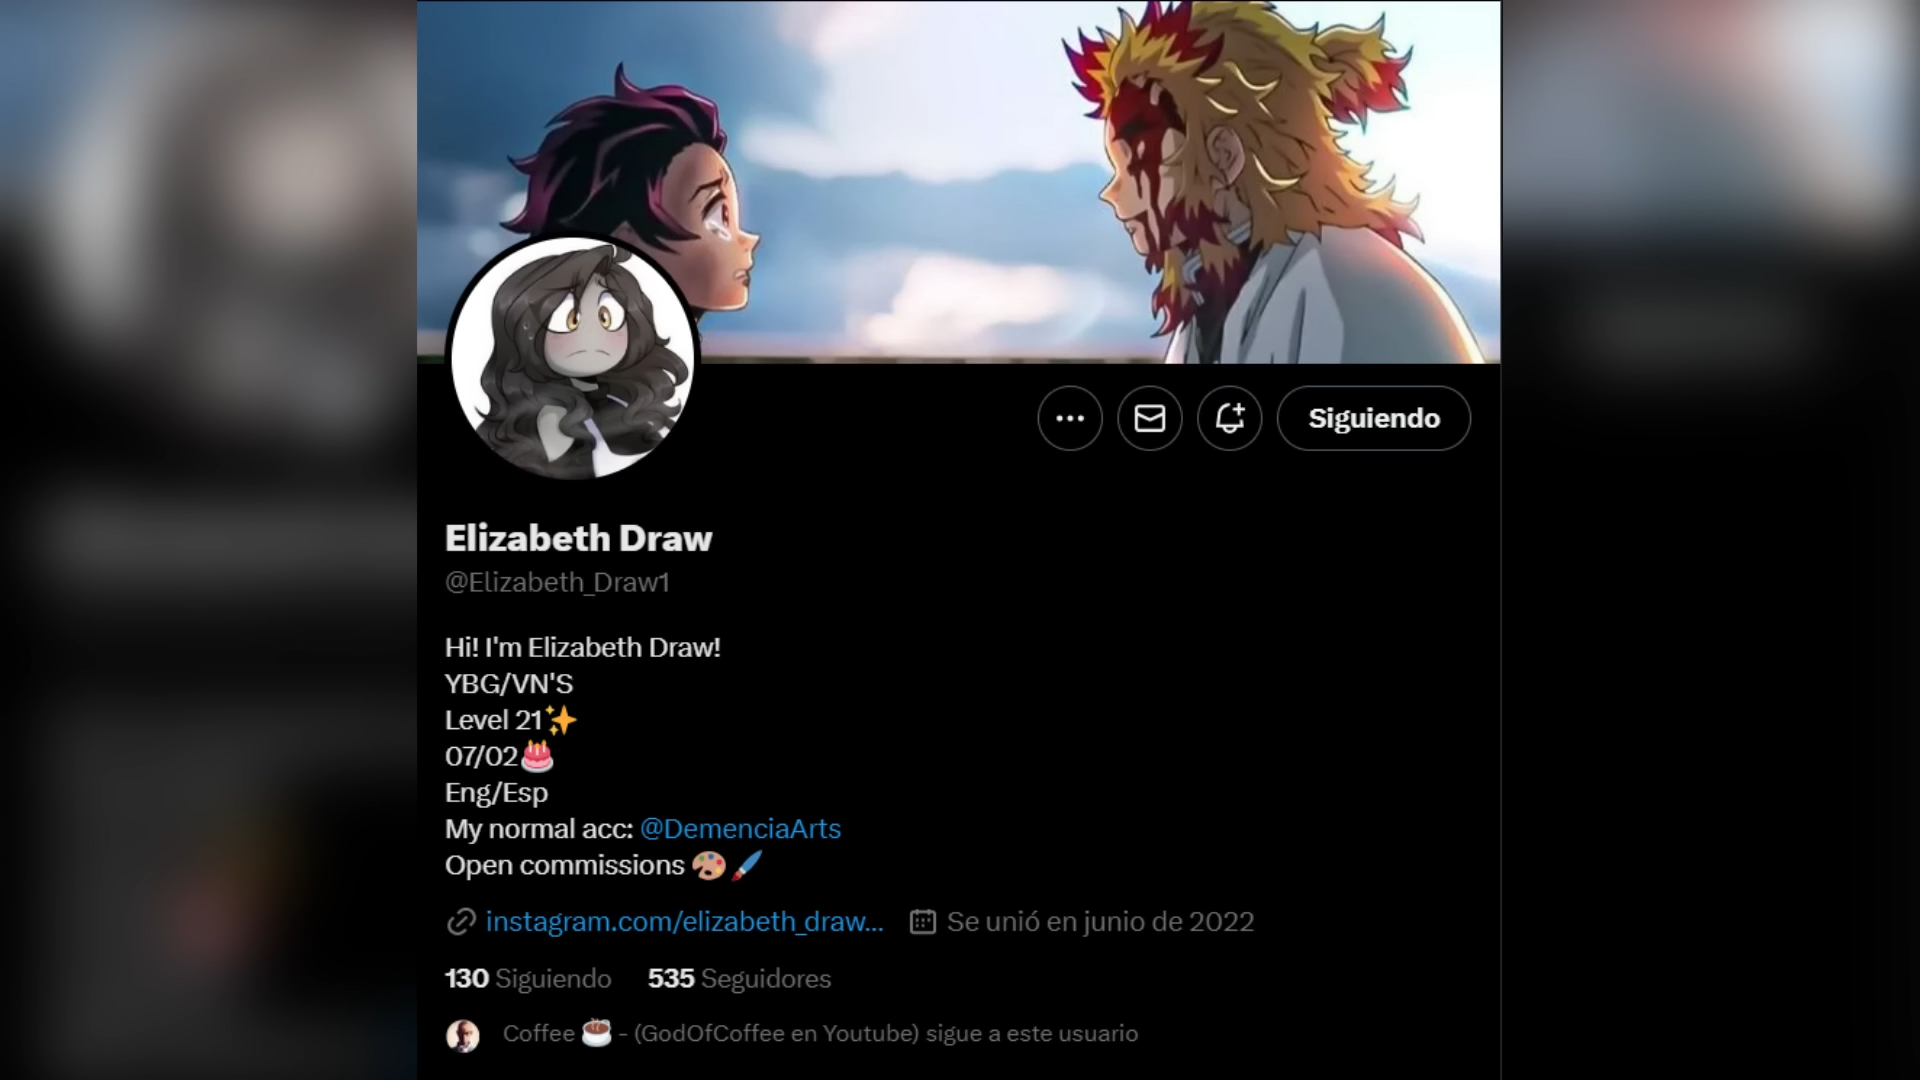 Siguiendo
Elizabeth Draw
@Elizabeth_Draw1
Hi! I'm Elizabeth Draw!
YBG/VN'S
Level 21✨
07/02🎂
Eng/Esp
My normal acc: @DemenciaArts
Open commissions 🎨🖌️
instagram.com/elizabeth_draw... Se unió en junio de 2022
130 Siguiendo 535 Seguidores
Coffee ☕ - (GodOfCoffee en Youtube) sigue a este usuario